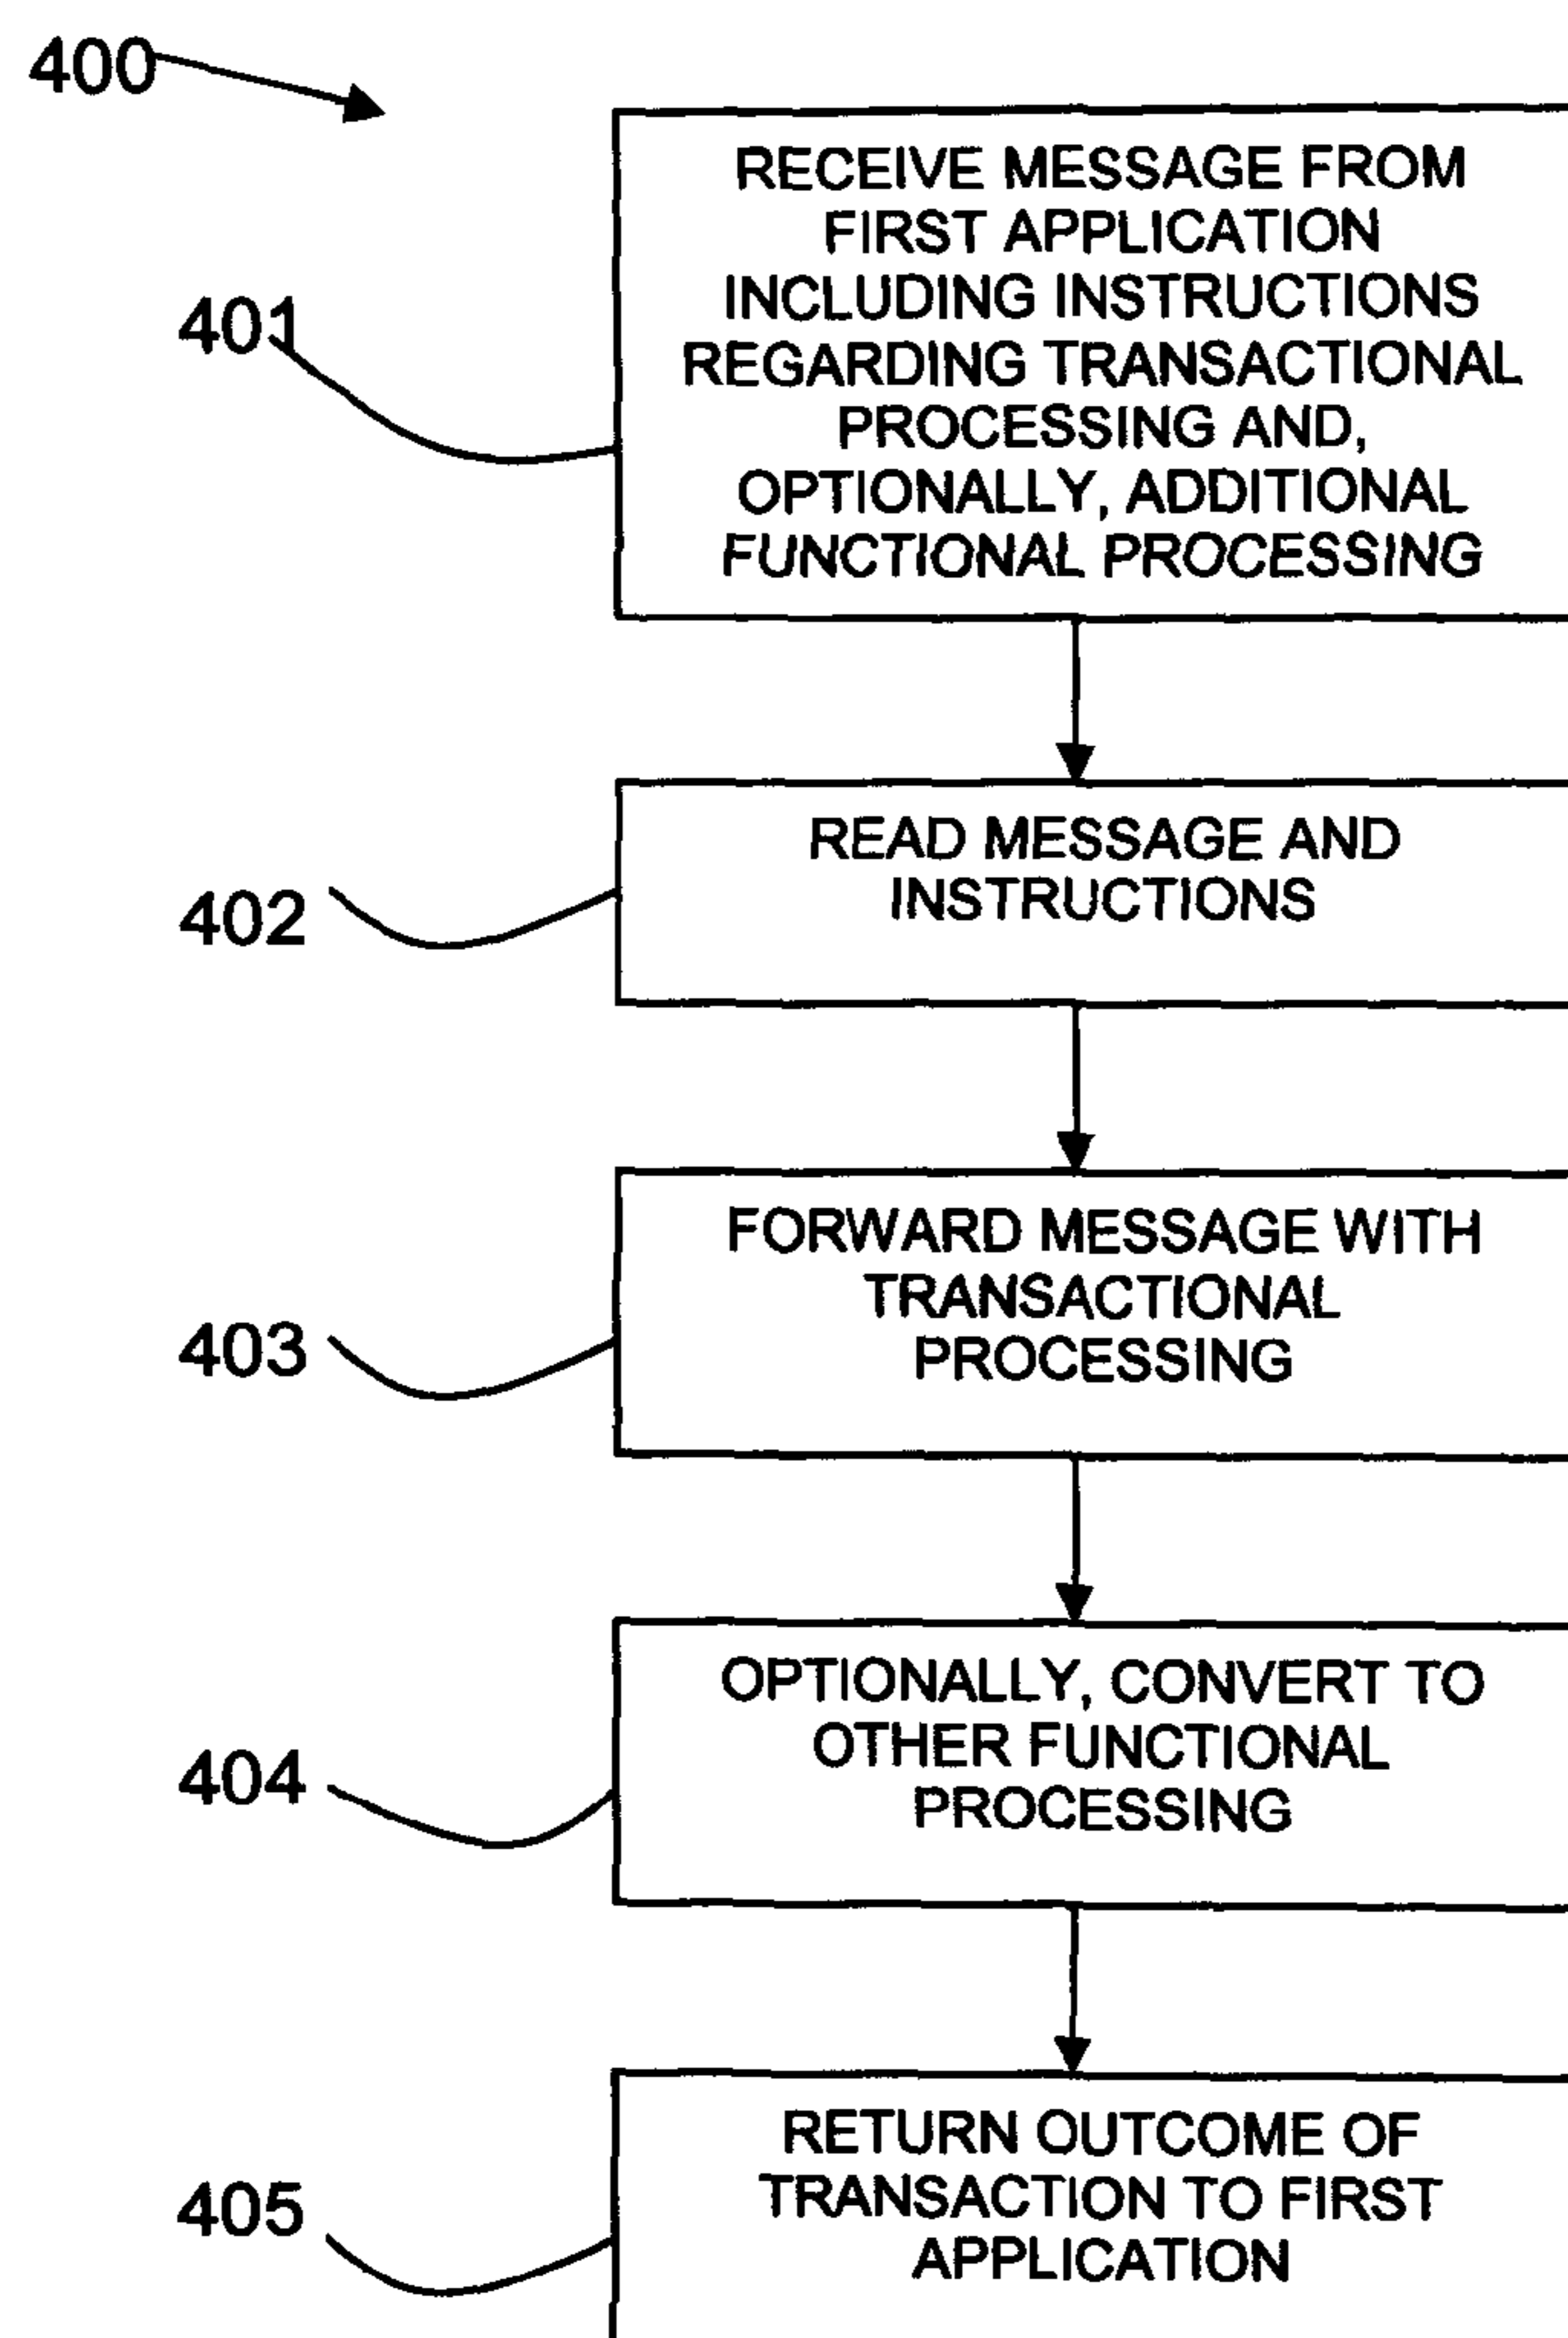 400
RECEIVE MESSAGE FROM
FIRST APPLICATION
INCLUDING INSTRUCTIONS
REGARDING TRANSACTIONAL
PROCESSING AND,
OPTIONALLY, ADDITIONAL
FUNCTIONAL PROCESSING
401
READ MESSAGE AND
INSTRUCTIONS
402
FORWARD MESSAGE WITH
TRANSACTIONAL
PROCESSING
403
OPTIONALLY, CONVERT TO
OTHER FUNCTIONAL
PROCESSING
404
RETURN OUTCOME OF
TRANSACTION TO FIRST
APPLICATION
405